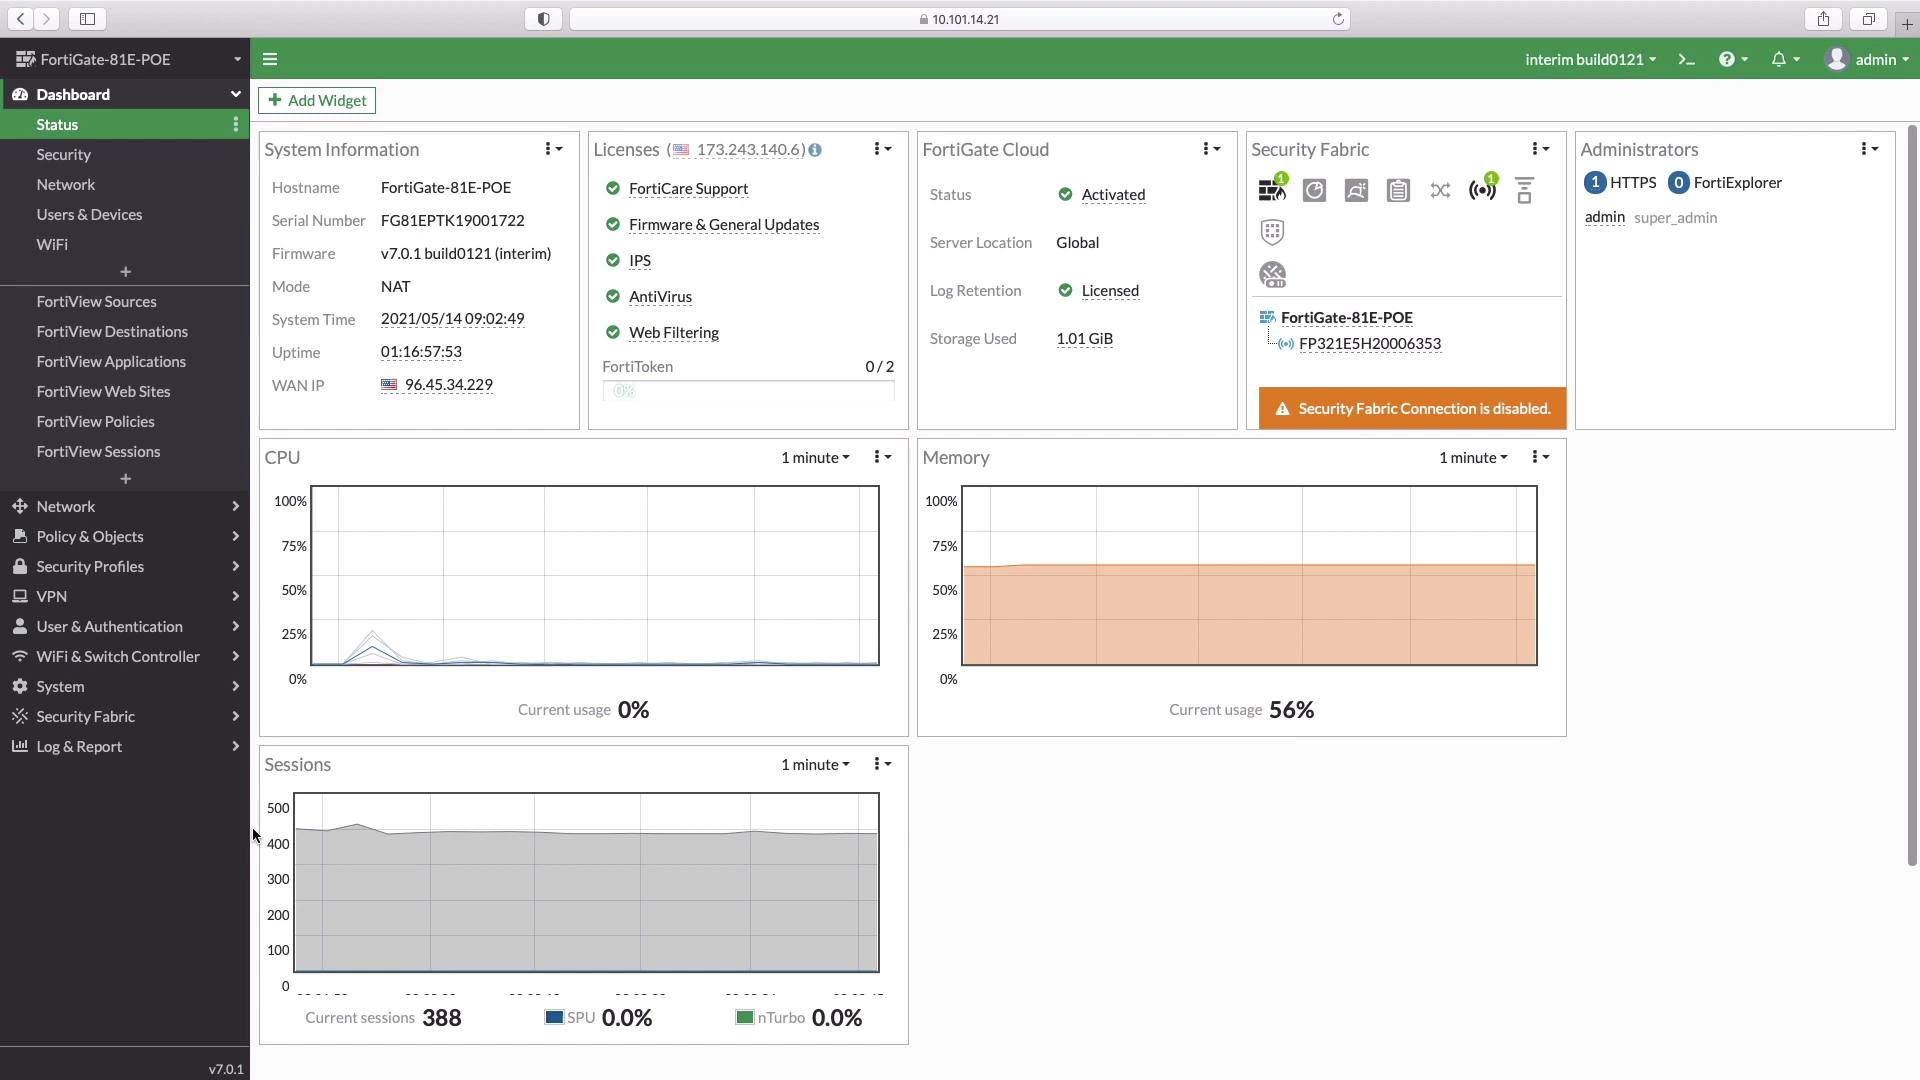 10.101.14.21
FortiGate-81E-POE
interim build0121
admin
Dashboard
Status
Security
Network
Users & Devices
WiFi
FortiView Sources
FortiView Destinations
FortiView Applications
FortiView Web Sites
FortiView Policies
FortiView Sessions
Network
Policy & Objects
Security Profiles
VPN
User & Authentication
WiFi & Switch Controller
System
Security Fabric
Log & Report
v7.0.1
Add Widget
System Information
Hostname FortiGate-81E-POE
Serial Number FG81EPTK19001722
Firmware v7.0.1 build0121 (interim)
Mode NAT
System Time 2021/05/14 09:02:49
Uptime 01:16:57:53
WAN IP 96.45.34.229
Licenses (173.243.140.6)
FortiCare Support
Firmware & General Updates
IPS
AntiVirus
Web Filtering
FortiToken 0 / 2
0%
FortiGate Cloud
Status Activated
Server Location Global
Log Retention Licensed
Storage Used 1.01 GiB
Security Fabric
1 1
FortiGate-81E-POE
FP321E5H20006353
Security Fabric Connection is disabled.
Administrators
1 HTTPS 0 FortiExplorer
admin super_admin
CPU 1 minute
100%
75%
50%
25%
0%
Current usage 0%
Memory 1 minute
100%
75%
50%
25%
0%
Current usage 56%
Sessions 1 minute
500
400
300
200
100
0
Current sessions 388 SPU 0.0% nTurbo 0.0%